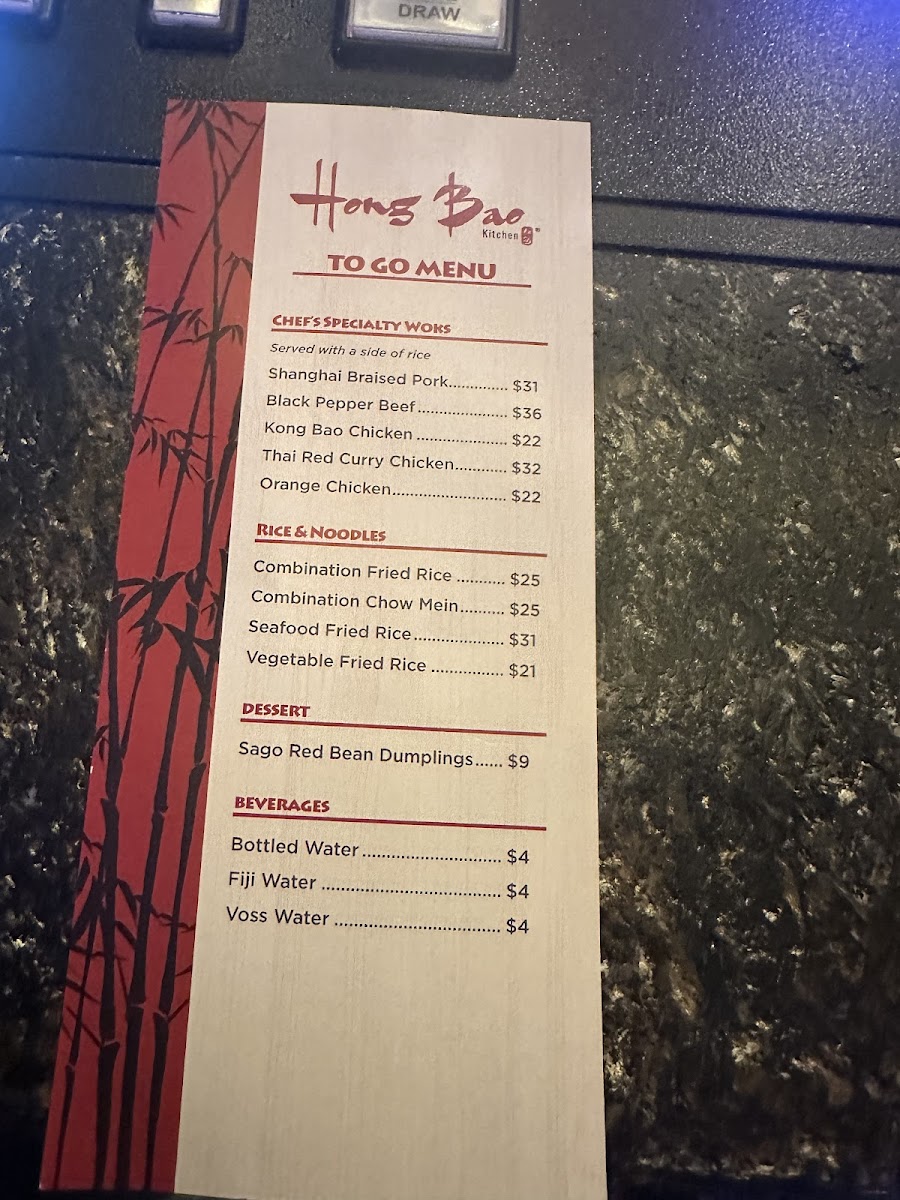 DRAW
Hong Bao
Kitchen
TO GO MENU
CHEF'S SPECIALTY WOKS
Served with a side of rice
Shanghai Braised Pork............. $31
Black Pepper Beef.................... $36
Kong Bao Chicken .................... $22
Thai Red Curry Chicken............ $32
Orange Chicken......................... $22
RICE & NOODLES
Combination Fried Rice ........... $25
Combination Chow Mein.......... $25
Seafood Fried Rice.................... $31
Vegetable Fried Rice ................ $21
DESSERT
Sago Red Bean Dumplings...... $9
BEVERAGES
Bottled Water ............................. $4
Fiji Water ..................................... $4
Voss Water .................................. $4